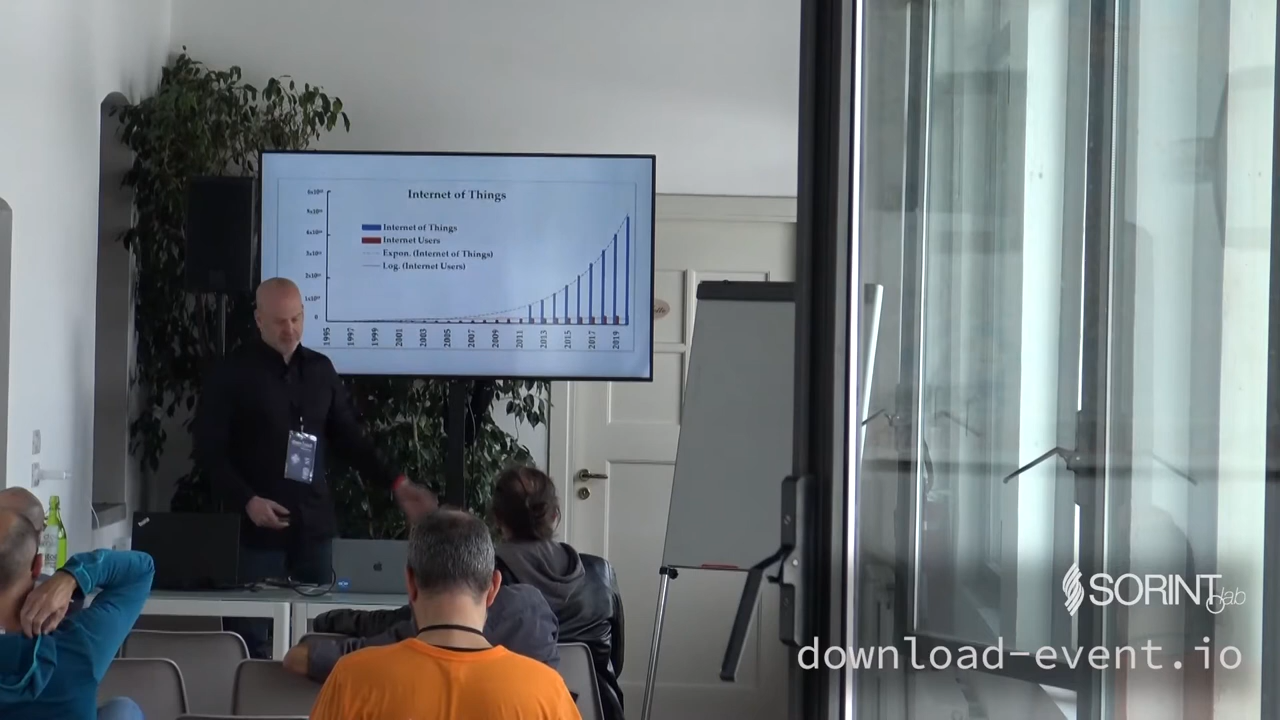 Internet of Things
Internet of Things
Internet Users
Expon. (Internet of Things)
Log. (Internet Users)
0
1995
1997
1999
2001
2003
2005
2007
2009
2011
2013
2015
2017
2019
SORINT
lab
download-event.io